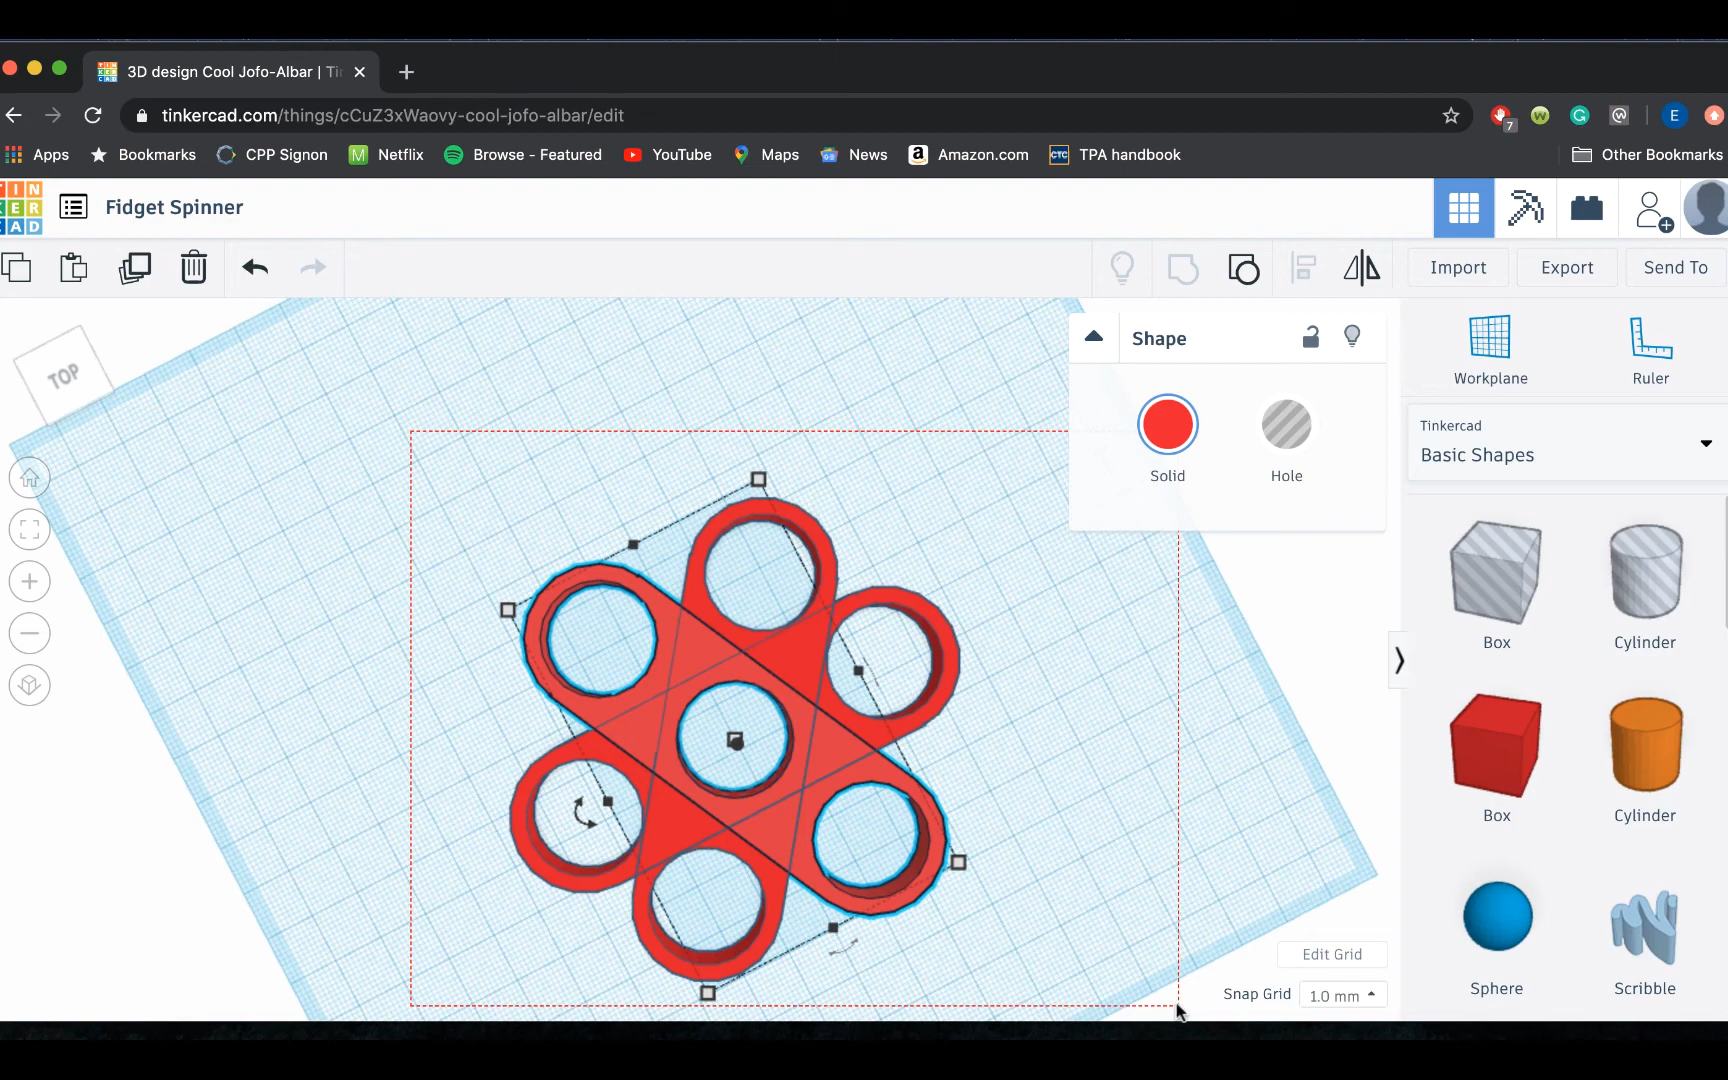 3D design Cool Jofo-Albar | Ti
tinkercad.com/things/cCuZ3xWaovy-cool-jofo-albar/edit
7
E
Apps
Bookmarks
CPP Signon
M Netflix
Browse - Featured
YouTube
Maps
News
a Amazon.com
CTC TPA handbook
Other Bookmarks
TIN
KER
CAD
Fidget Spinner
Import
Export
Send To
TOP
Shape
Solid
Hole
Workplane
Ruler
Tinkercad
Basic Shapes
Box
Cylinder
Box
Cylinder
Sphere
Scribble
Edit Grid
Snap Grid
1.0 mm